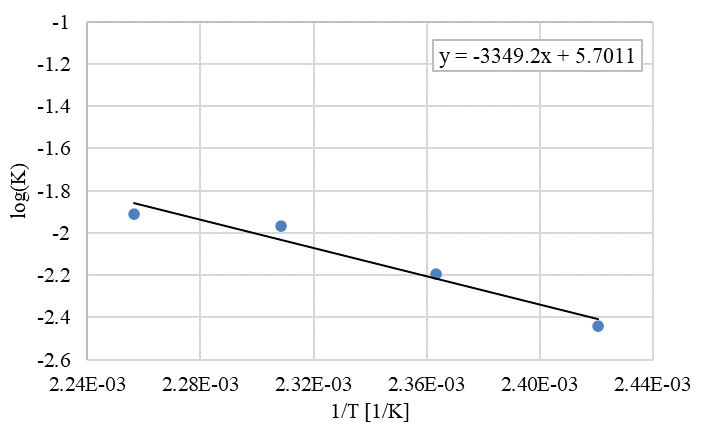 -1
y = -3349.2x + 5.7011
-1.2
-1.4
-1.6
-1.8
-2
-2.2
-2.4
-2.6
log(K)
2.24E-03 2.28E-03 2.32E-03 2.36E-03 2.40E-03 2.44E-03
1/T [1/K]